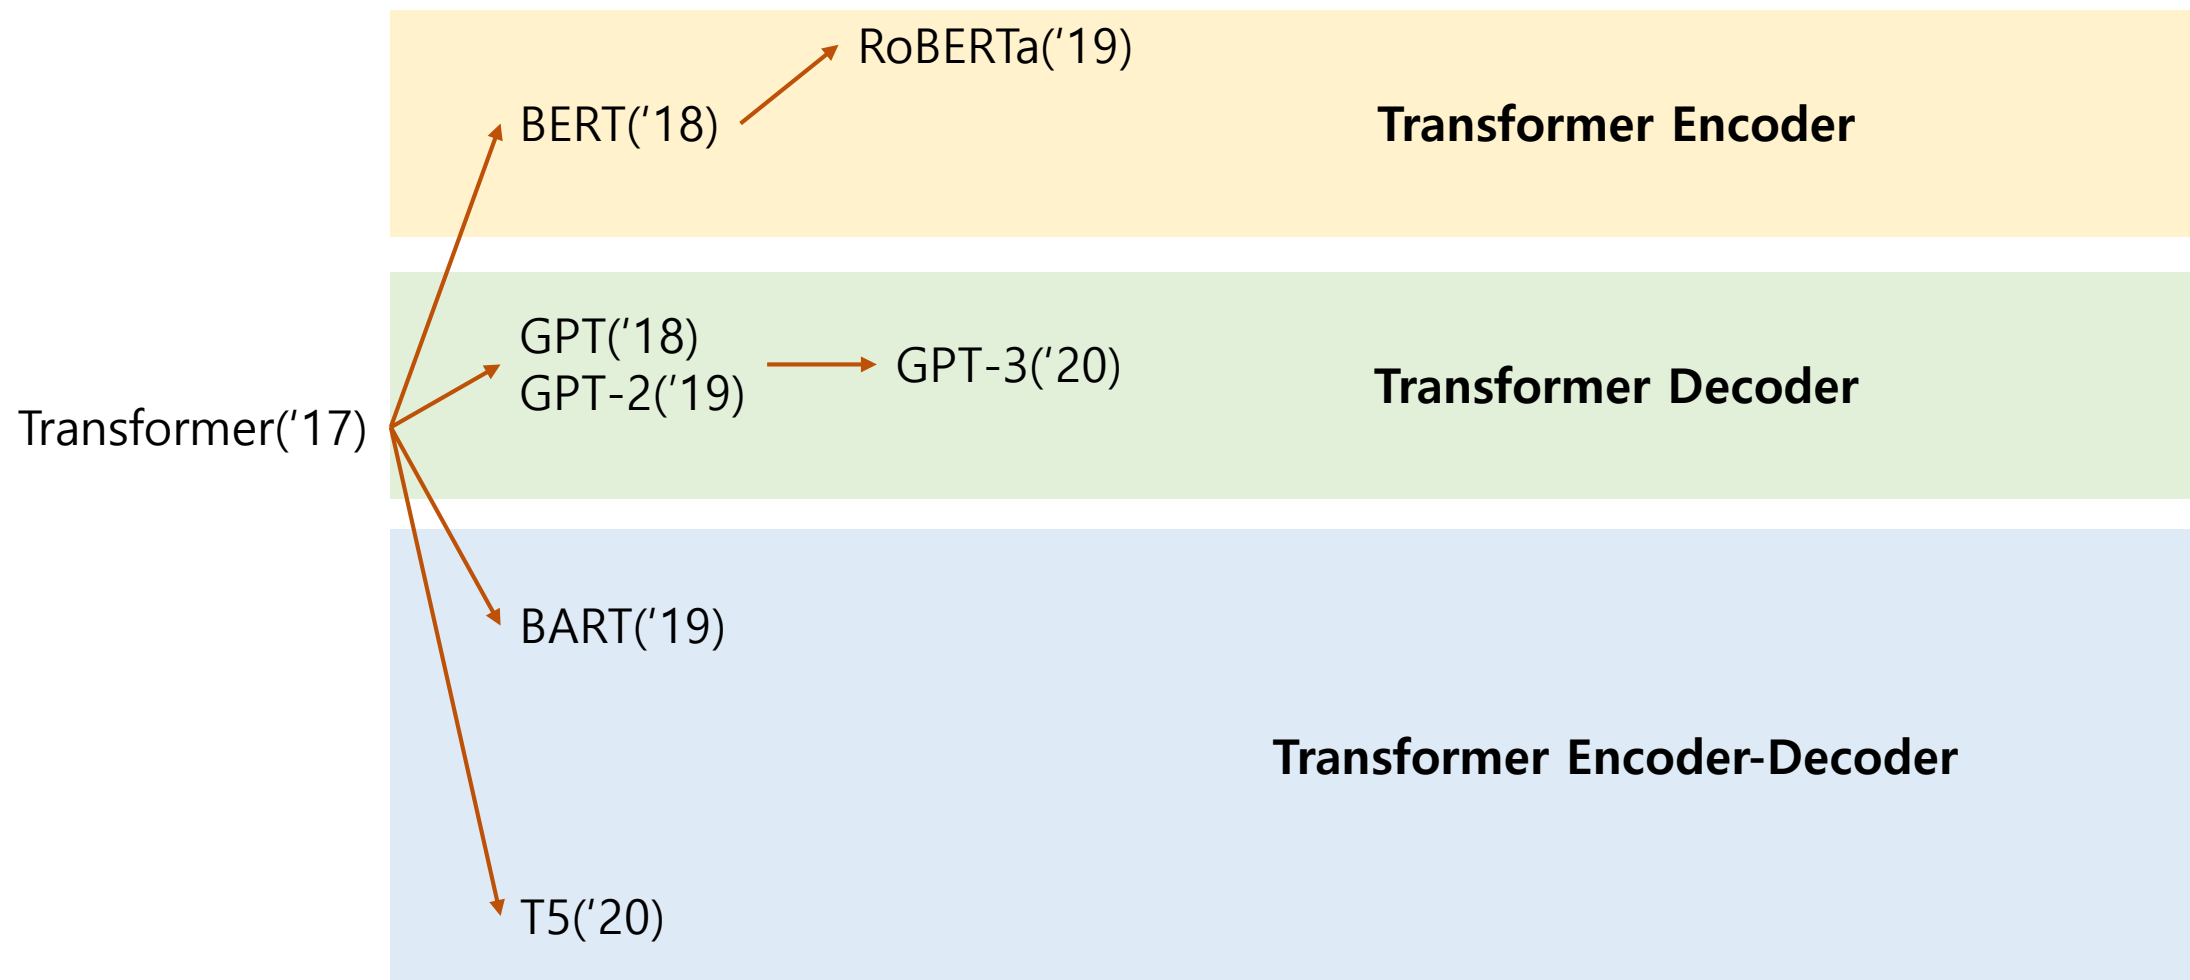 RoBERTa(‘19)
BERT(‘18)
Transformer Encoder
GPT(‘18)
GPT-2(’19)
GPT-3(‘20)
Transformer Decoder
Transformer(‘17)
BART(‘19)
Transformer Encoder-Decoder
T5(‘20)